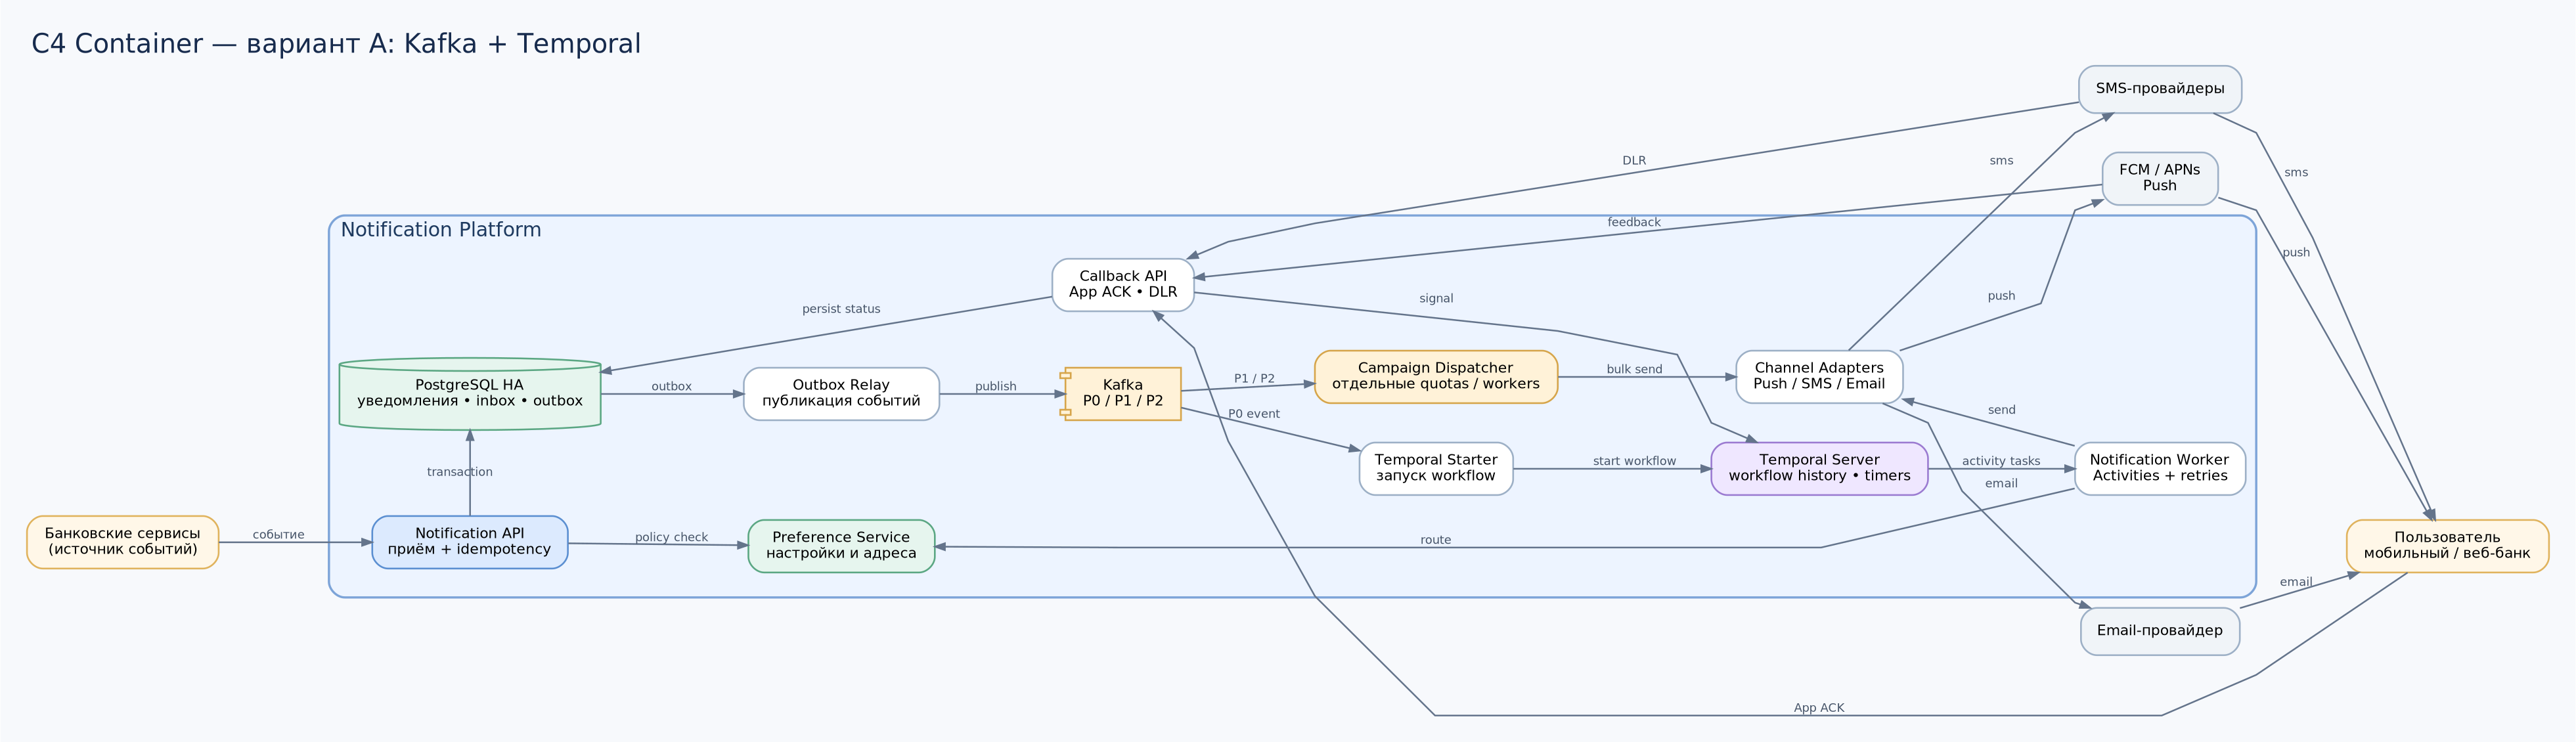 C4 Container — вариант A: Kafka + Temporal
SMS-провайдеры
DLR
sms
sms
FCM / APNs
Push
feedback
push
push
Notification Platform
Callback API
App ACK • DLR
persist status
signal
PostgreSQL HA
уведомления • inbox • outbox
outbox
Outbox Relay
публикация событий
publish
Kafka
P0 / P1 / P2
P1 / P2
P0 event
Campaign Dispatcher
отдельные quotas / workers
bulk send
Channel Adapters
Push / SMS / Email
send
transaction
Temporal Starter
запуск workflow
start workflow
Temporal Server
workflow history • timers
activity tasks
email
Notification Worker
Activities + retries
Банковские сервисы
(источник событий)
событие
Notification API
приём + idempotency
policy check
Preference Service
настройки и адреса
route
Пользователь
мобильный / веб-банк
email
Email-провайдер
App ACK